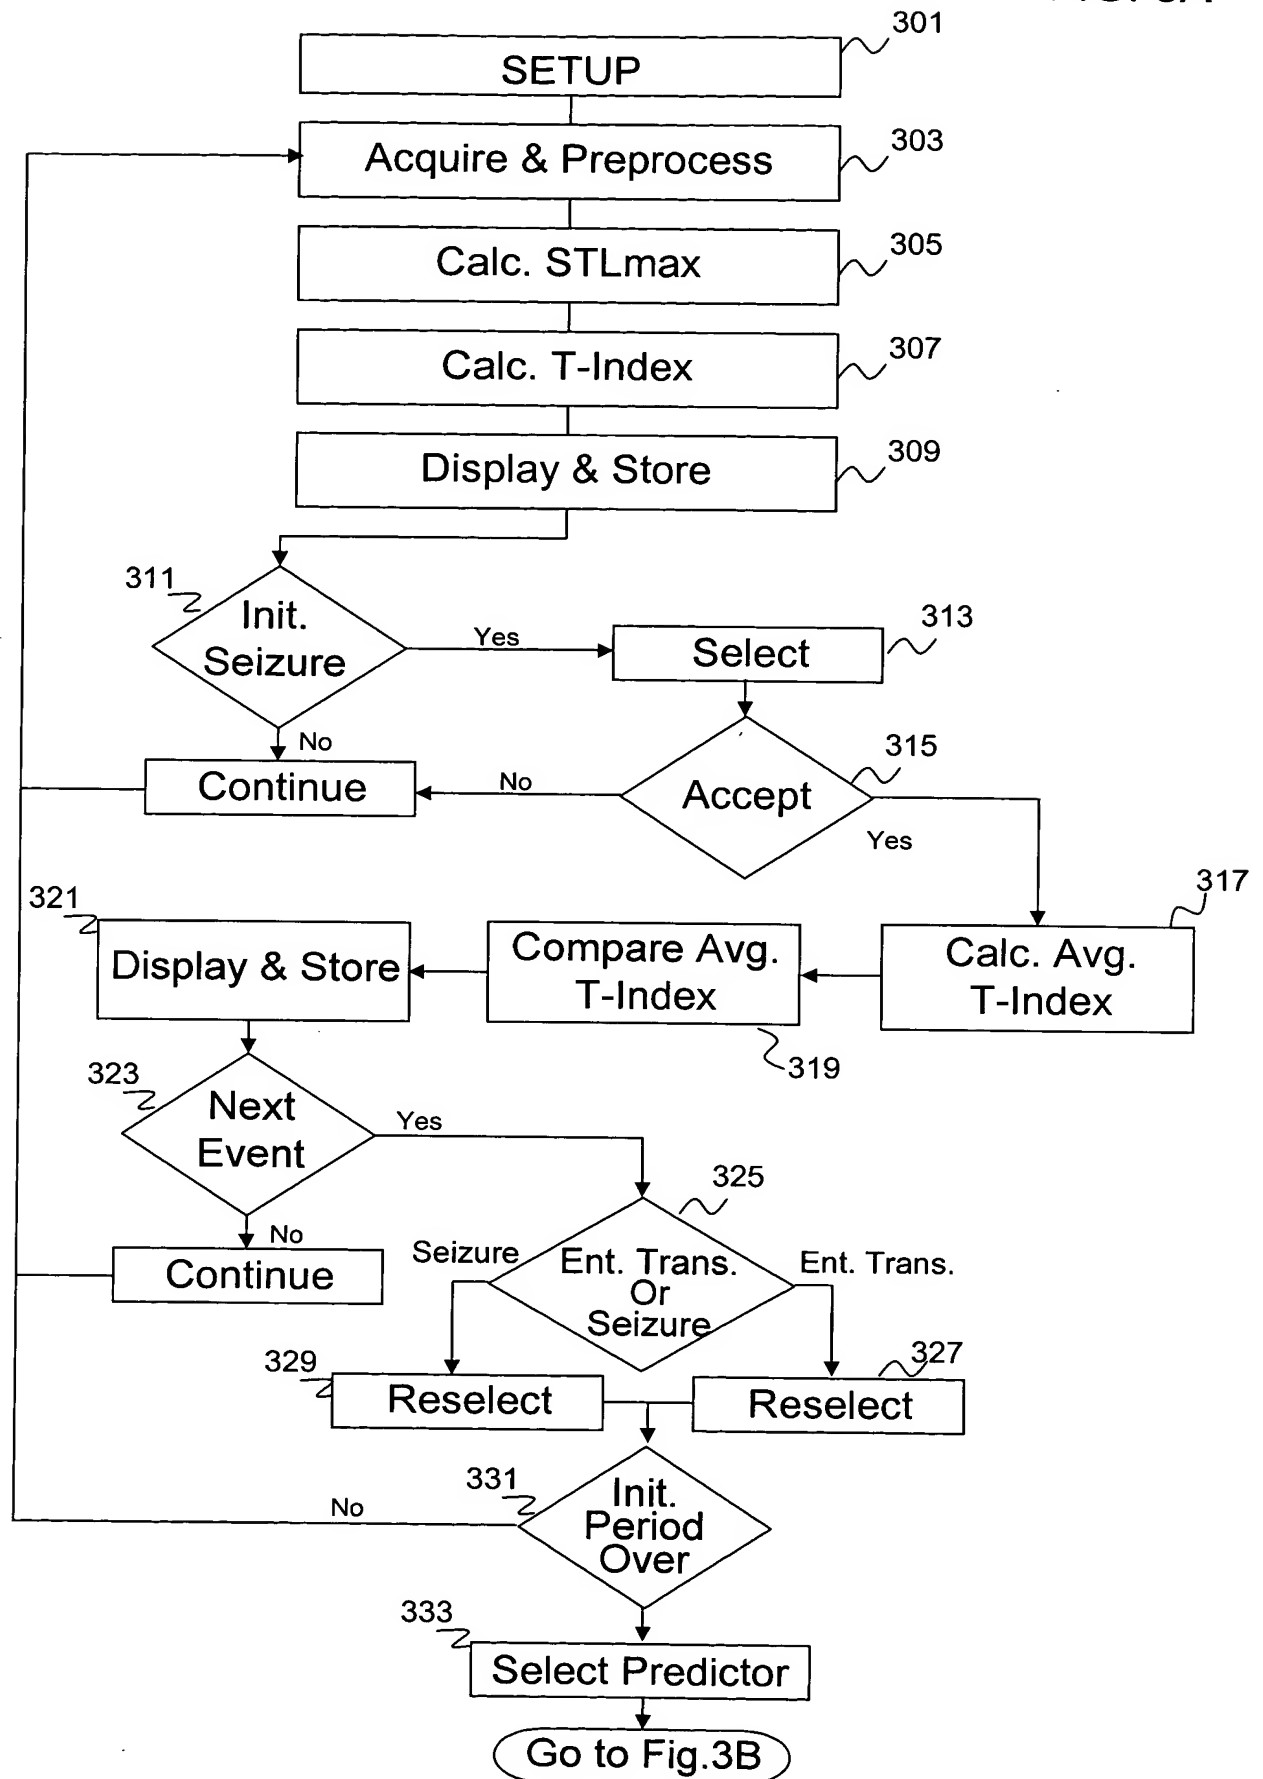 301
SETUP
303
Acquire & Preprocess
305
Calc. STLmax
307
Calc. T-Index
309
Display & Store
311
Init.
Seizure
Yes
313
Select
No
Continue
No
315
Accept
Yes
317
321
Display & Store
Compare Avg.
T-Index
Calc. Avg.
T-Index
319
323
Next
Event
Yes
325
No
Continue
Seizure
Ent. Trans.
Or
Seizure
Ent. Trans.
329
Reselect
327
Reselect
331
Init.
Period
Over
No
333
Select Predictor
Go to Fig.3B